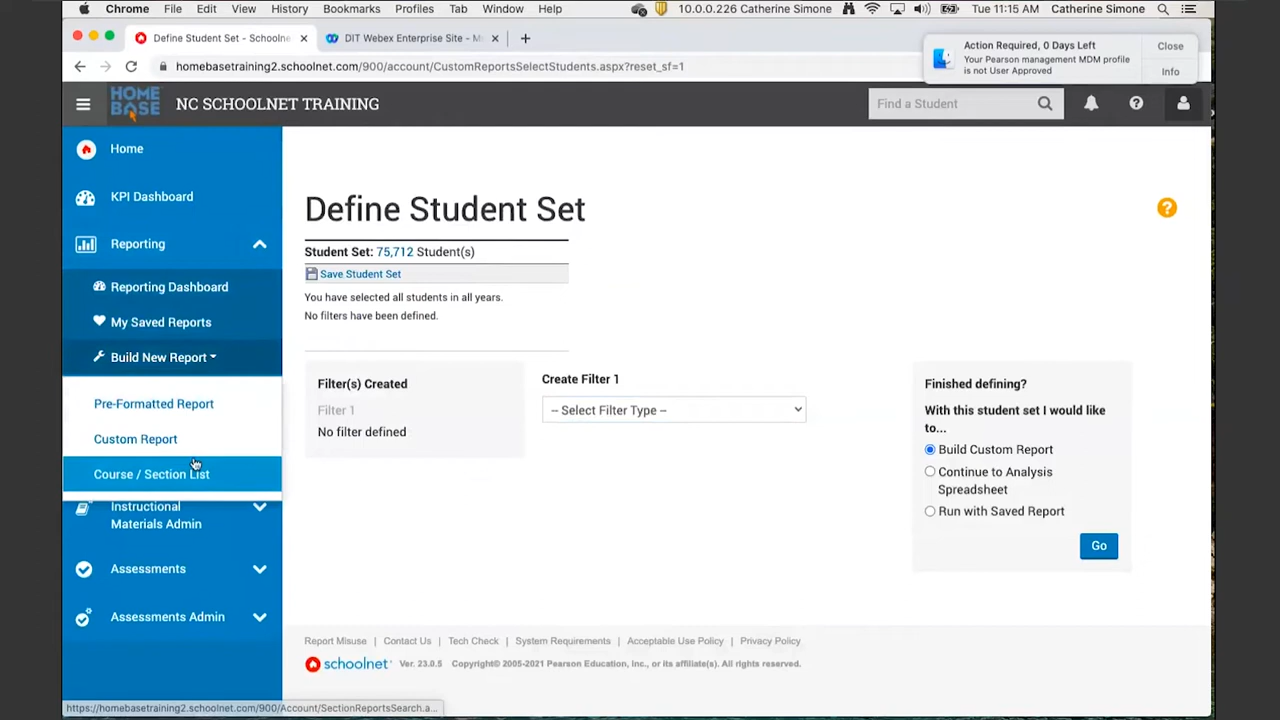 Chrome File Edit View History Bookmarks Profiles Tab Window Help 10.0.0.226 Catherine Simone Tue 11:15 AM Catherine Simone
Define Student Set - Schoolne
DIT Webex Enterprise Site - M
homebasetraining2.schoolnet.com/900/account/CustomReportsSelectStudents.aspx?reset_sf=1
Action Required, 0 Days Left
Your Pearson management MDM profile
is not User Approved
Close
Info
HOME
BASE
NC SCHOOLNET TRAINING
Find a Student
Home
KPI Dashboard
Reporting
Reporting Dashboard
My Saved Reports
Build New Report
Pre-Formatted Report
Custom Report
Course / Section List
Instructional
Materials Admin
Assessments
Assessments Admin
Define Student Set
Student Set: 75,712 Student(s)
Save Student Set
You have selected all students in all years.
No filters have been defined.
Filter(s) Created
Filter 1
No filter defined
Create Filter 1
-- Select Filter Type --
Finished defining?
With this student set I would like
to...
Build Custom Report
Continue to Analysis
Spreadsheet
Run with Saved Report
Go
Report Misuse | Contact Us | Tech Check | System Requirements | Acceptable Use Policy | Privacy Policy
schoolnet Ver. 23.0.5 Copyright© 2005-2021 Pearson Education, Inc., or its affiliate(s). All rights reserved.
https://homebasetraining2.schoolnet.com/900/Account/SectionReportsSearch.a...